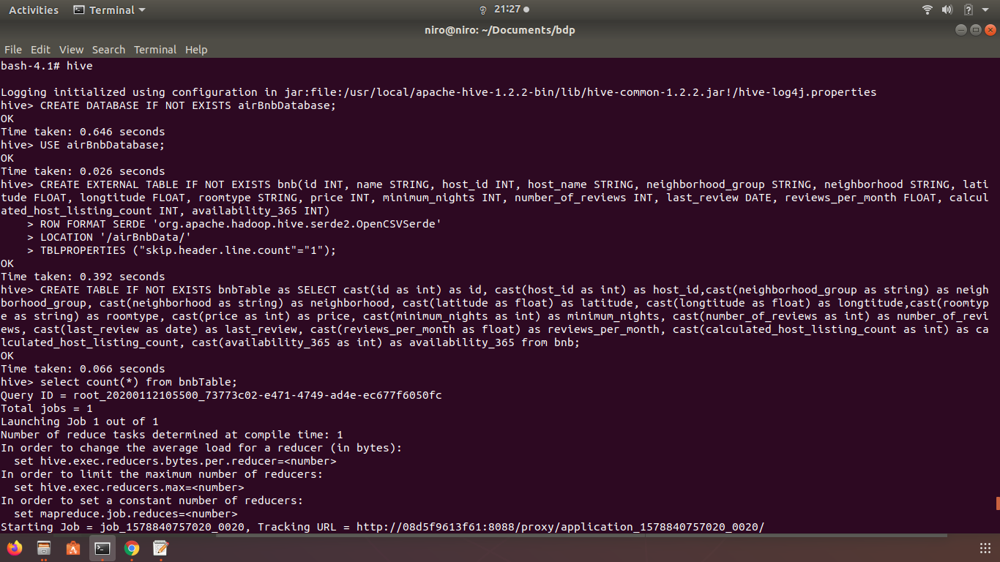 Activities Terminal 21:27
niro@niro: ~/Documents/bdp
File Edit View Search Terminal Help
bash-4.1# hive
Logging initialized using configuration in jar:file:/usr/local/apache-hive-1.2.2-bin/lib/hive-common-1.2.2.jar!/hive-log4j.properties
hive> CREATE DATABASE IF NOT EXISTS airBnbDatabase;
OK
Time taken: 0.646 seconds
hive> USE airBnbDatabase;
OK
Time taken: 0.026 seconds
hive> CREATE EXTERNAL TABLE IF NOT EXISTS bnb(id INT, name STRING, host_id INT, host_name STRING, neighborhood_group STRING, neighborhood STRING, lati
tude FLOAT, longtitude FLOAT, roomtype STRING, price INT, minimum_nights INT, number_of_reviews INT, last_review DATE, reviews_per_month FLOAT, calcul
ated_host_listing_count INT, availability_365 INT)
    > ROW FORMAT SERDE 'org.apache.hadoop.hive.serde2.OpenCSVSerde'
    > LOCATION '/airBnbData/'
    > TBLPROPERTIES ("skip.header.line.count"="1");
OK
Time taken: 0.392 seconds
hive> CREATE TABLE IF NOT EXISTS bnbTable as SELECT cast(id as int) as id, cast(host_id as int) as host_id,cast(neighborhood_group as string) as neigh
borhood_group, cast(neighborhood as string) as neighborhood, cast(latitude as float) as latitude, cast(longtitude as float) as longtitude,cast(roomtyp
e as string) as roomtype, cast(price as int) as price, cast(minimum_nights as int) as minimum_nights, cast(number_of_reviews as int) as number_of_revi
ews, cast(last_review as date) as last_review, cast(reviews_per_month as float) as reviews_per_month, cast(calculated_host_listing_count as int) as ca
lculated_host_listing_count, cast(availability_365 as int) as availability_365 from bnb;
OK
Time taken: 0.066 seconds
hive> select count(*) from bnbTable;
Query ID = root_20200112105500_73773c02-e471-4749-ad4e-ec677f6050fc
Total jobs = 1
Launching Job 1 out of 1
Number of reduce tasks determined at compile time: 1
In order to change the average load for a reducer (in bytes):
  set hive.exec.reducers.bytes.per.reducer=<number>
In order to limit the maximum number of reducers:
  set hive.exec.reducers.max=<number>
In order to set a constant number of reducers:
  set mapreduce.job.reduces=<number>
Starting Job = job_1578840757020_0020, Tracking URL = http://08d5f9613f61:8088/proxy/application_1578840757020_0020/